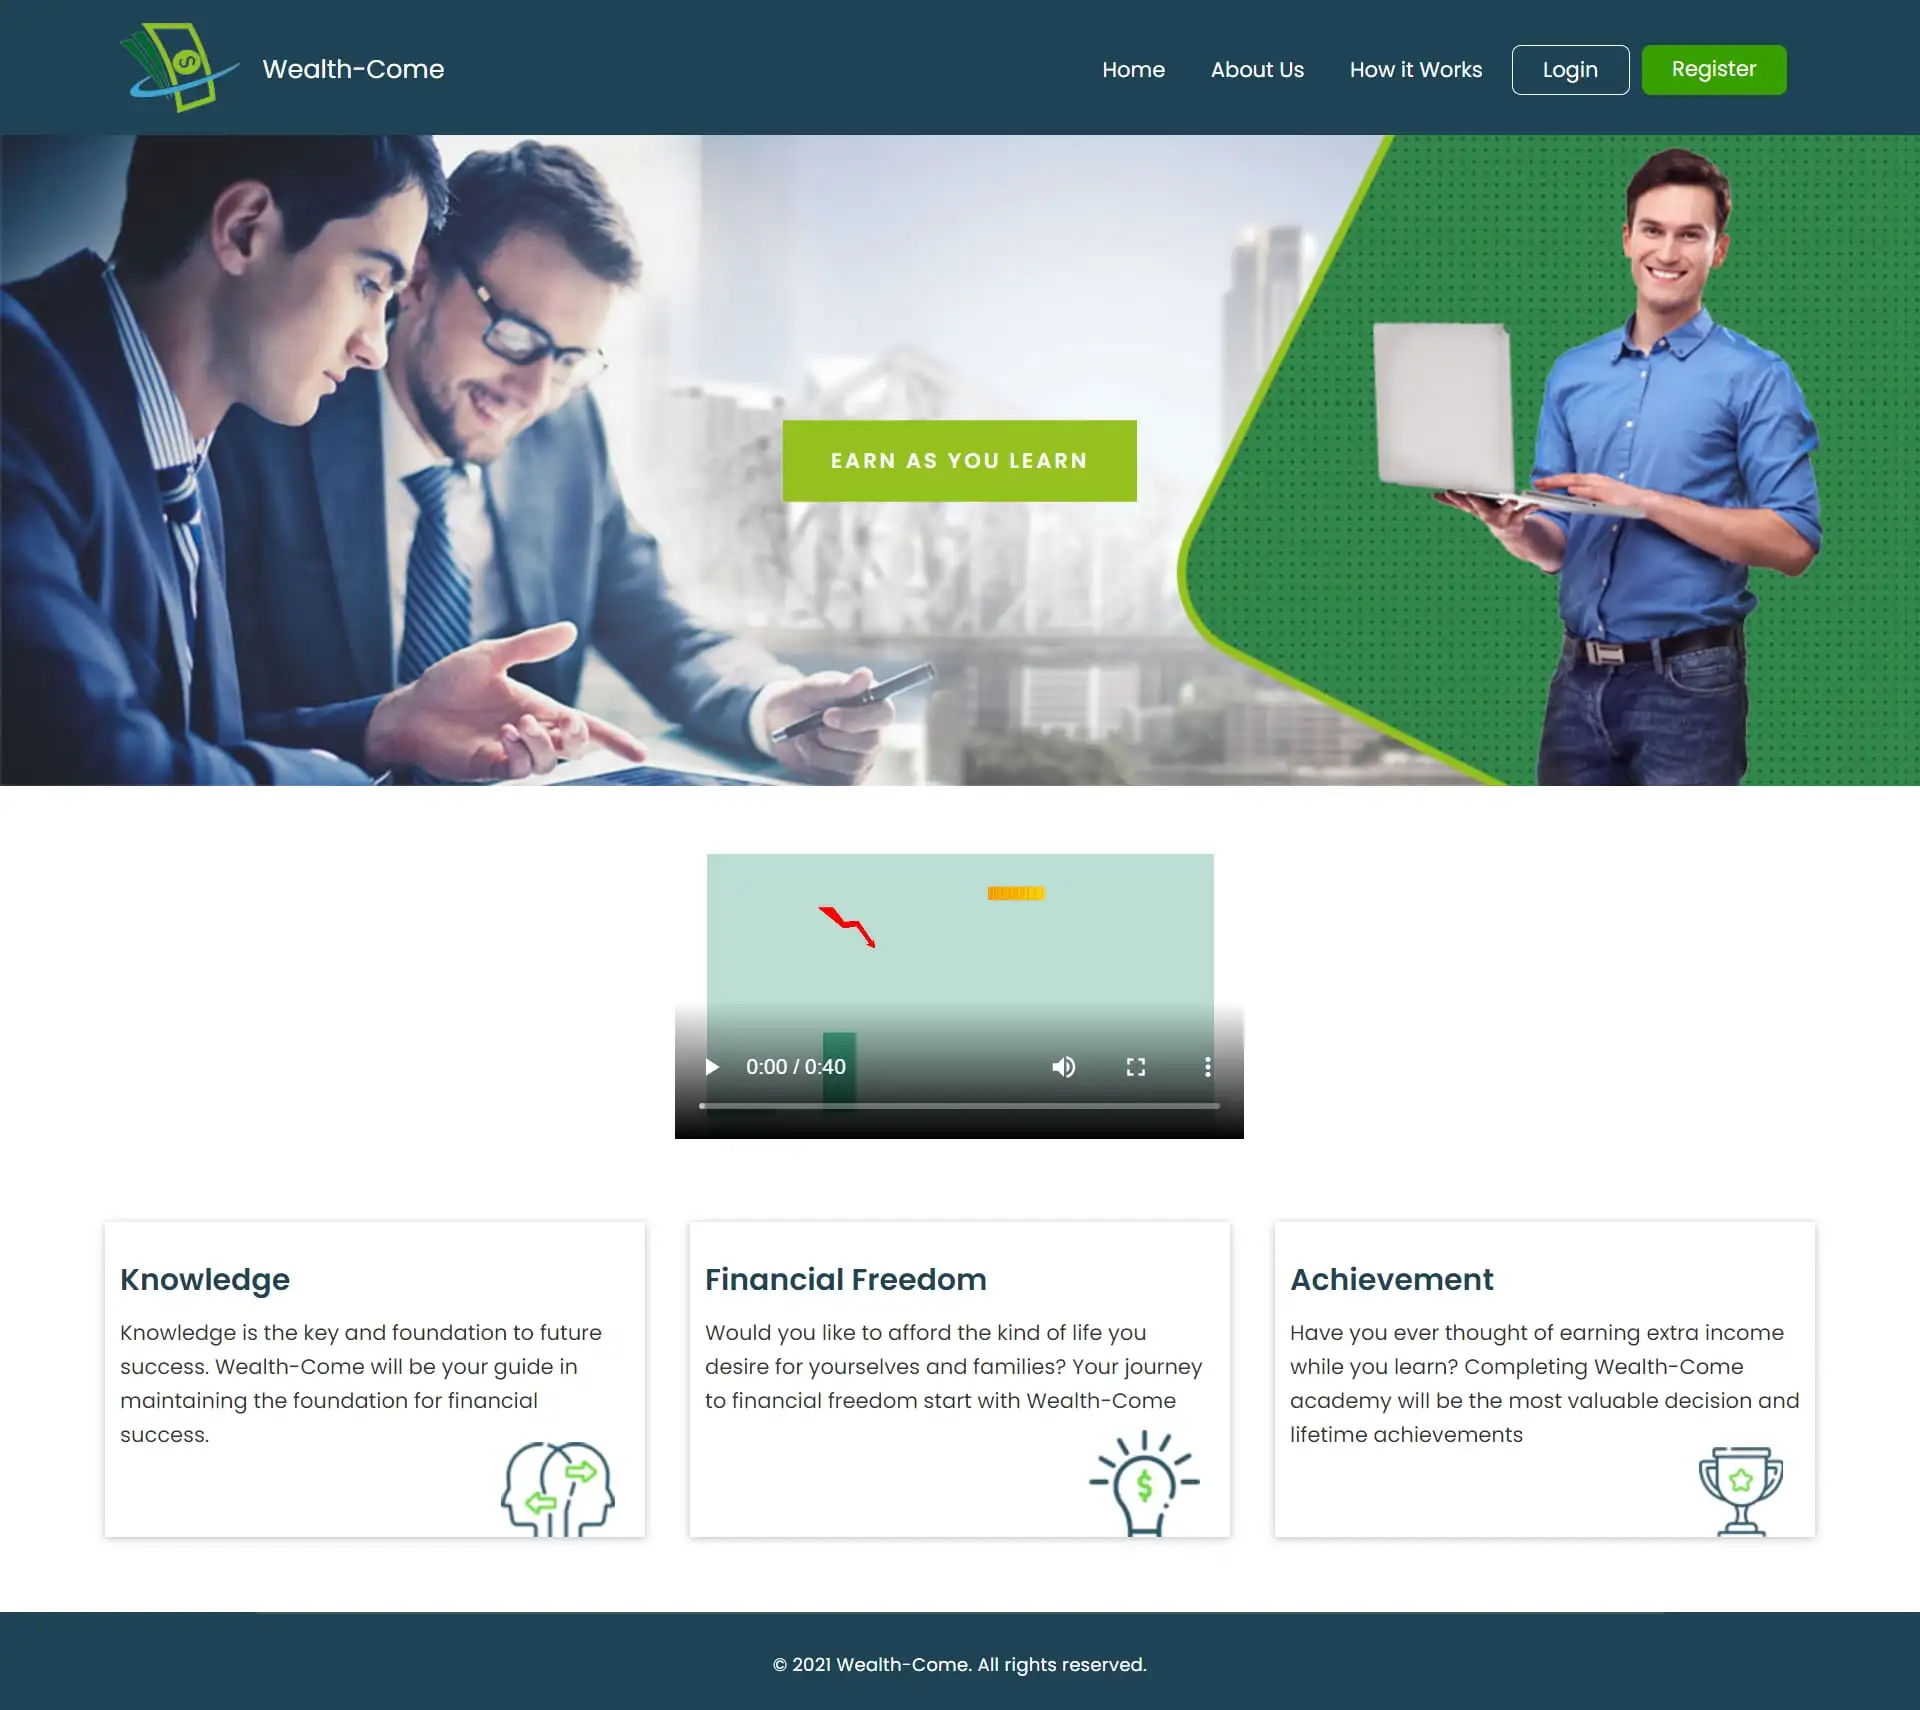 Wealth-Come
Home
About Us
How it Works
Login
Register
EARN AS YOU LEARN
0:00 / 0:40
Knowledge
Knowledge is the key and foundation to future
success. Wealth-Come will be your guide in
maintaining the foundation for financial
success.
Financial Freedom
Would you like to afford the kind of life you
desire for yourselves and families? Your journey
to financial freedom start with Wealth-Come
Achievement
Have you ever thought of earning extra income
while you learn? Completing Wealth-Come
academy will be the most valuable decision and
lifetime achievements
© 2021 Wealth-Come. All rights reserved.